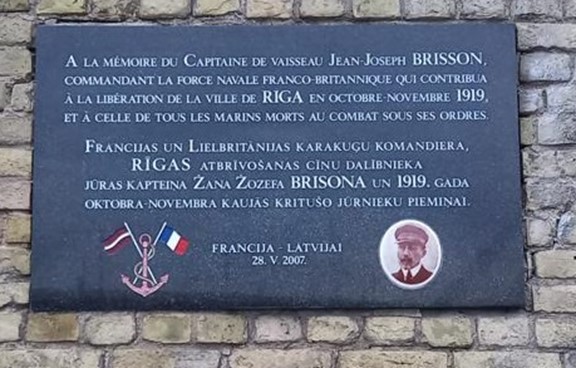 A LA MÉMOIRE DU CAPITAINE DE VAISSEAU JEAN-JOSEPH BRISSON,
COMMANDANT LA FORCE NAVALE FRANCO-BRITANNIQUE QUI CONTRIBUA
À LA LIBÉRATION DE LA VILLE DE RIGA EN OCTOBRE-NOVEMBRE 1919,
ET À CELLE DE TOUS LES MARINS MORTS AU COMBAT SOUS SES ORDRES.
FRANCIJAS UN LIELBRITĀNIJAS KARAKUĢU KOMANDIERA,
RĪGAS ATBRĪVOŠANAS CĪŅU DALĪBNIEKA
JŪRAS KAPTEIŅA ŽANA ŽOZEFA BRISONA UN 1919. GADA
OKTOBRA-NOVEMBRA KAUJĀS KRITUŠO JŪRNIEKU PIEMIŅAI.
FRANCIJA - LATVIJAI
28. V. 2007.